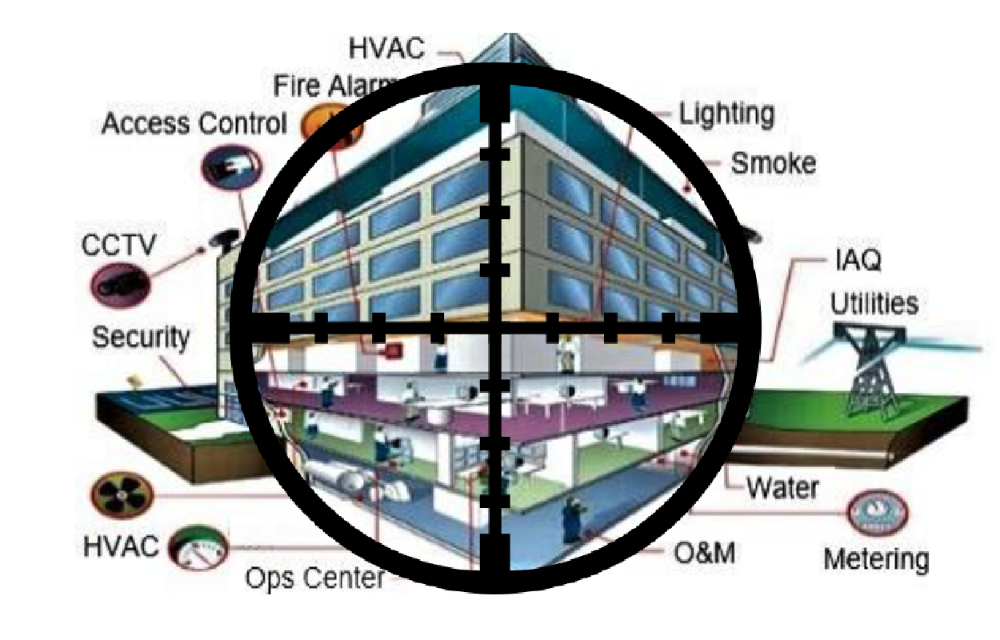 HVAC
Fire Alarm
Access Control
Lighting
Smoke
CCTV
IAQ
Utilities
Security
Water
HVAC
O&M
Metering
Ops Center